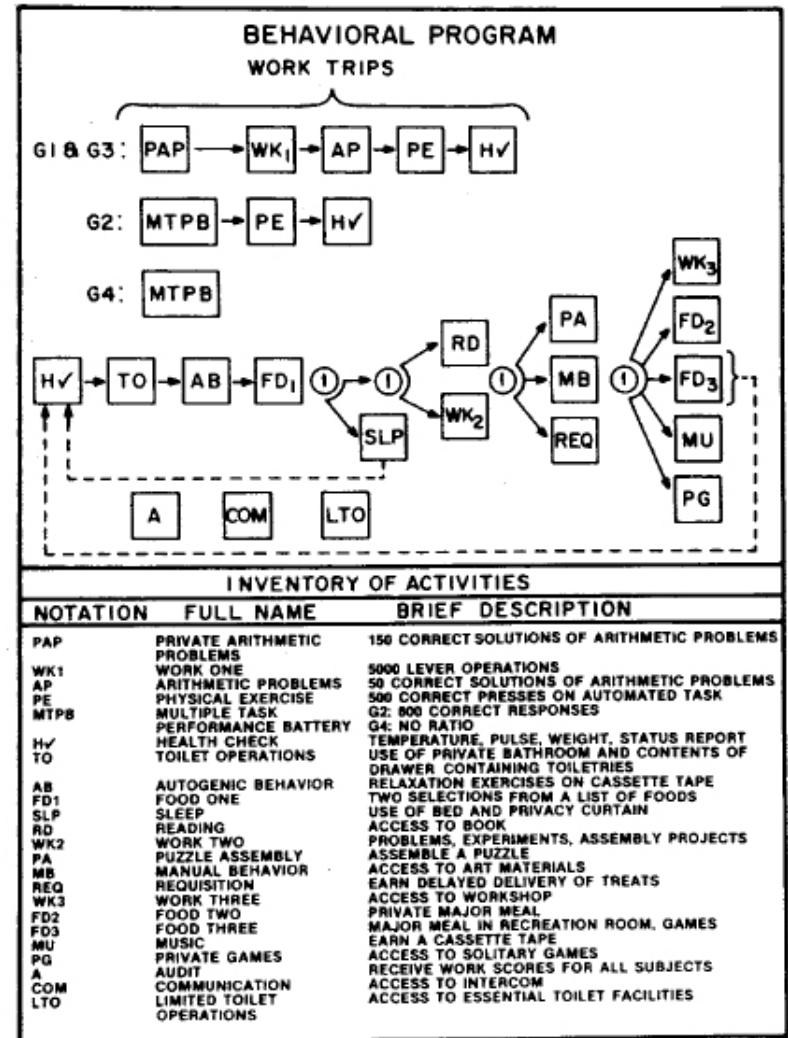 BEHAVIORAL PROGRAM
WORK TRIPS
G1 & G3: PAP WK1 AP PE H✓
G2: MTPB PE H✓
G4: MTPB
WK3
PA FD2
RD
H✓ TO AB FD1 1 1 1 MB 1 FD3
WK2
SLP REQ MU
PG
A COM LTO
INVENTORY OF ACTIVITIES
NOTATION FULL NAME BRIEF DESCRIPTION
PAP PRIVATE ARITHMETIC 150 CORRECT SOLUTIONS OF ARITHMETIC PROBLEMS
PROBLEMS
WK1 WORK ONE 5000 LEVER OPERATIONS
AP ARITHMETIC PROBLEMS 50 CORRECT SOLUTIONS OF ARITHMETIC PROBLEMS
PE PHYSICAL EXERCISE 500 CORRECT PRESSES ON AUTOMATED TASK
MTPB MULTIPLE TASK G2: 800 CORRECT RESPONSES
PERFORMANCE BATTERY G4: NO RATIO
H✓ HEALTH CHECK TEMPERATURE, PULSE, WEIGHT, STATUS REPORT
TO TOILET OPERATIONS USE OF PRIVATE BATHROOM AND CONTENTS OF
DRAWER CONTAINING TOILETRIES
AB AUTOGENIC BEHAVIOR RELAXATION EXERCISES ON CASSETTE TAPE
FD1 FOOD ONE TWO SELECTIONS FROM A LIST OF FOODS
SLP SLEEP USE OF BED AND PRIVACY CURTAIN
RD READING ACCESS TO BOOK
WK2 WORK TWO PROBLEMS, EXPERIMENTS, ASSEMBLY PROJECTS
PA PUZZLE ASSEMBLY ASSEMBLE A PUZZLE
MB MANUAL BEHAVIOR ACCESS TO ART MATERIALS
REQ REQUISITION EARN DELAYED DELIVERY OF TREATS
WK3 WORK THREE ACCESS TO WORKSHOP
FD2 FOOD TWO PRIVATE MAJOR MEAL
FD3 FOOD THREE MAJOR MEAL IN RECREATION ROOM, GAMES
MU MUSIC EARN A CASSETTE TAPE
PG PRIVATE GAMES ACCESS TO SOLITARY GAMES
A AUDIT RECEIVE WORK SCORES FOR ALL SUBJECTS
COM COMMUNICATION ACCESS TO INTERCOM
LTO LIMITED TOILET ACCESS TO ESSENTIAL TOILET FACILITIES
OPERATIONS